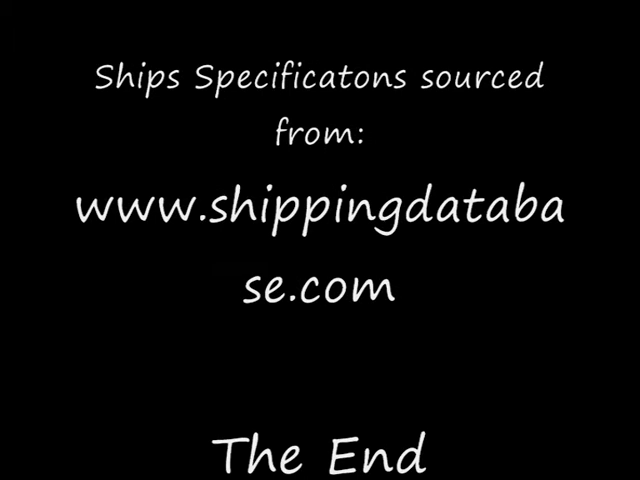 Ships Specificatons sourced
from:
www.shippingdataba
se.com
The End